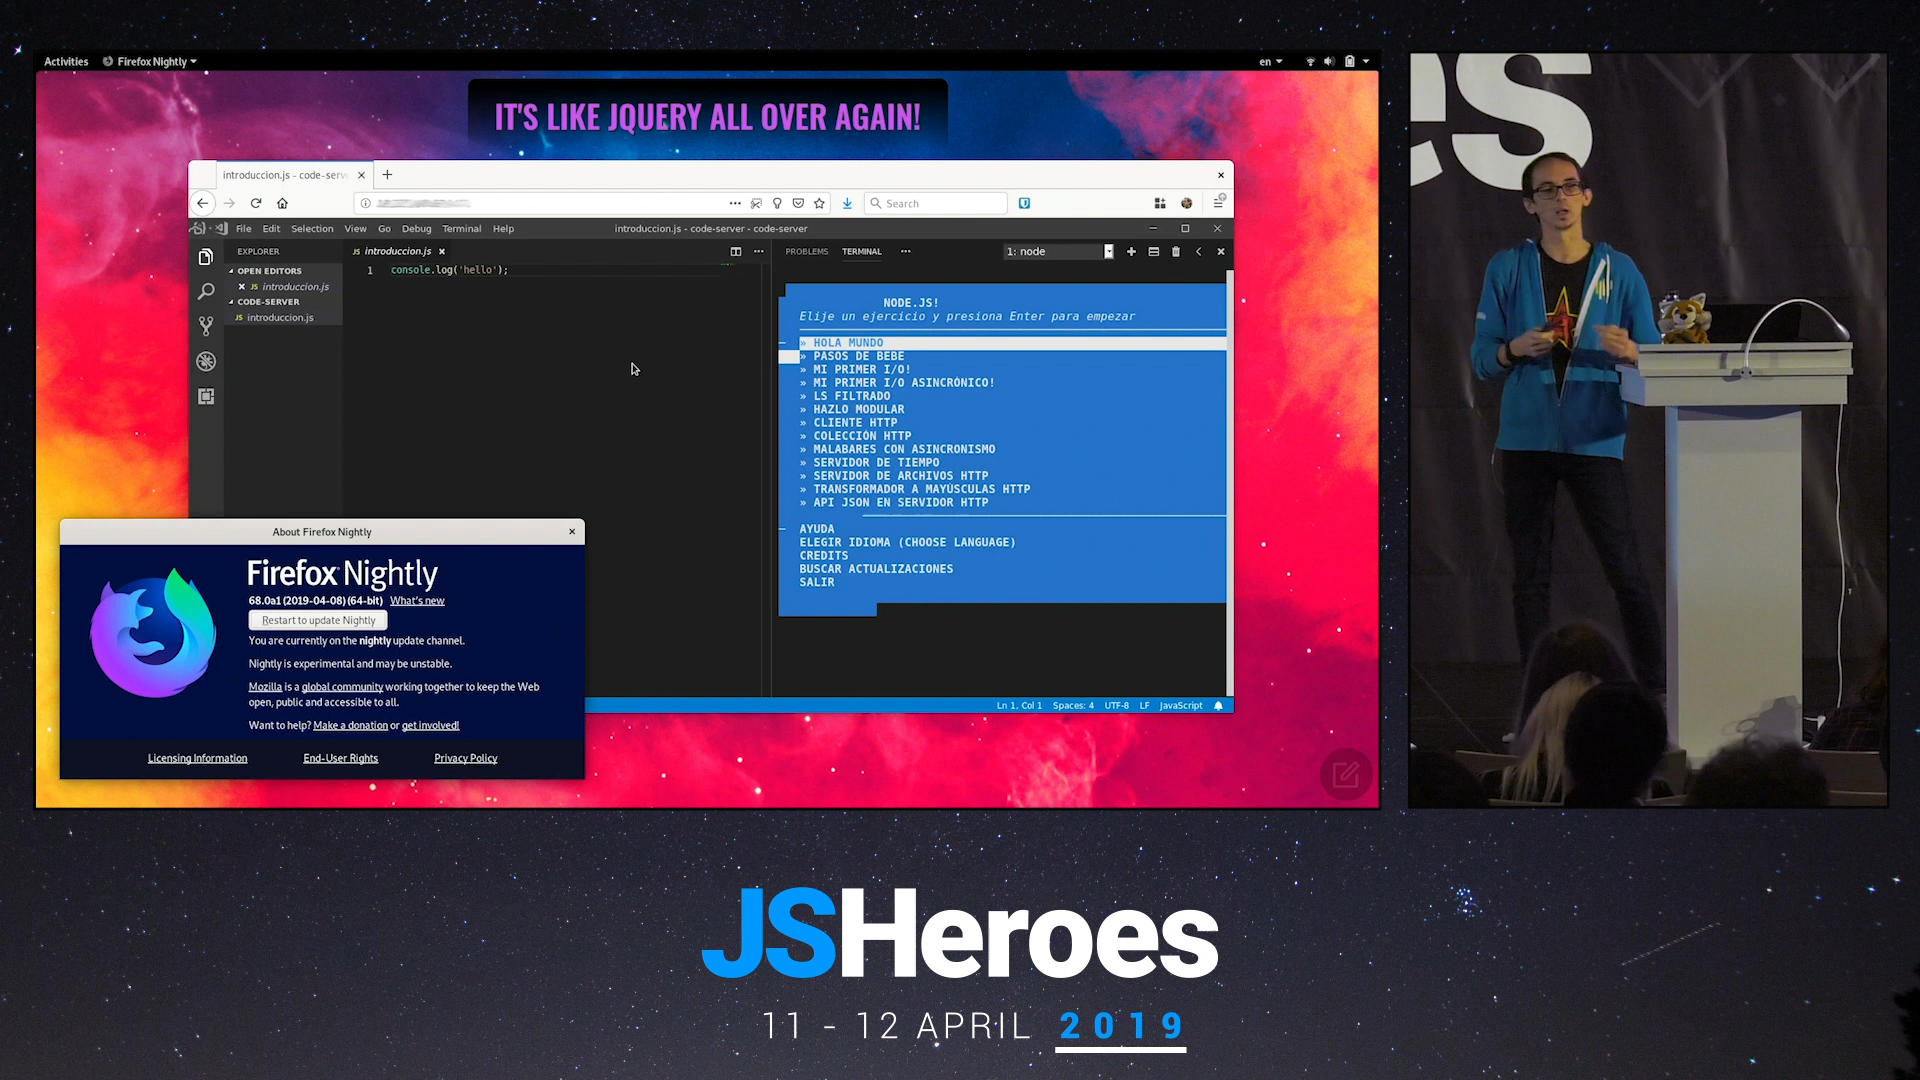 Activities Firefox Nightly en
IT'S LIKE JQUERY ALL OVER AGAIN!
introduccion.js - code-serv
Search
File Edit Selection View Go Debug Terminal Help introduccion.js - code-server - code-server
EXPLORER
OPEN EDITORS
JS introduccion.js
CODE-SERVER
JS introduccion.js
JS introduccion.js
1 console.log('hello');
PROBLEMS TERMINAL ··· 1: node
NODE.JS!
Elije un ejercicio y presiona Enter para empezar
» HOLA MUNDO
» PASOS DE BEBE
» MI PRIMER I/O!
» MI PRIMER I/O ASINCRÓNICO!
» LS FILTRADO
» HAZLO MODULAR
» CLIENTE HTTP
» COLECCIÓN HTTP
» MALABARES CON ASINCRONISMO
» SERVIDOR DE TIEMPO
» SERVIDOR DE ARCHIVOS HTTP
» TRANSFORMADOR A MAYÚSCULAS HTTP
» API JSON EN SERVIDOR HTTP
AYUDA
ELEGIR IDIOMA (CHOOSE LANGUAGE)
CREDITS
BUSCAR ACTUALIZACIONES
SALIR
Ln 1, Col 1 Spaces: 4 UTF-8 LF JavaScript
About Firefox Nightly
Firefox Nightly
68.0a1 (2019-04-08) (64-bit) What's new
Restart to update Nightly
You are currently on the nightly update channel.
Nightly is experimental and may be unstable.
Mozilla is a global community working together to keep the Web
open, public and accessible to all.
Want to help? Make a donation or get involved!
Licensing Information End-User Rights Privacy Policy
es
JSHeroes
11 - 12 APRIL 2019